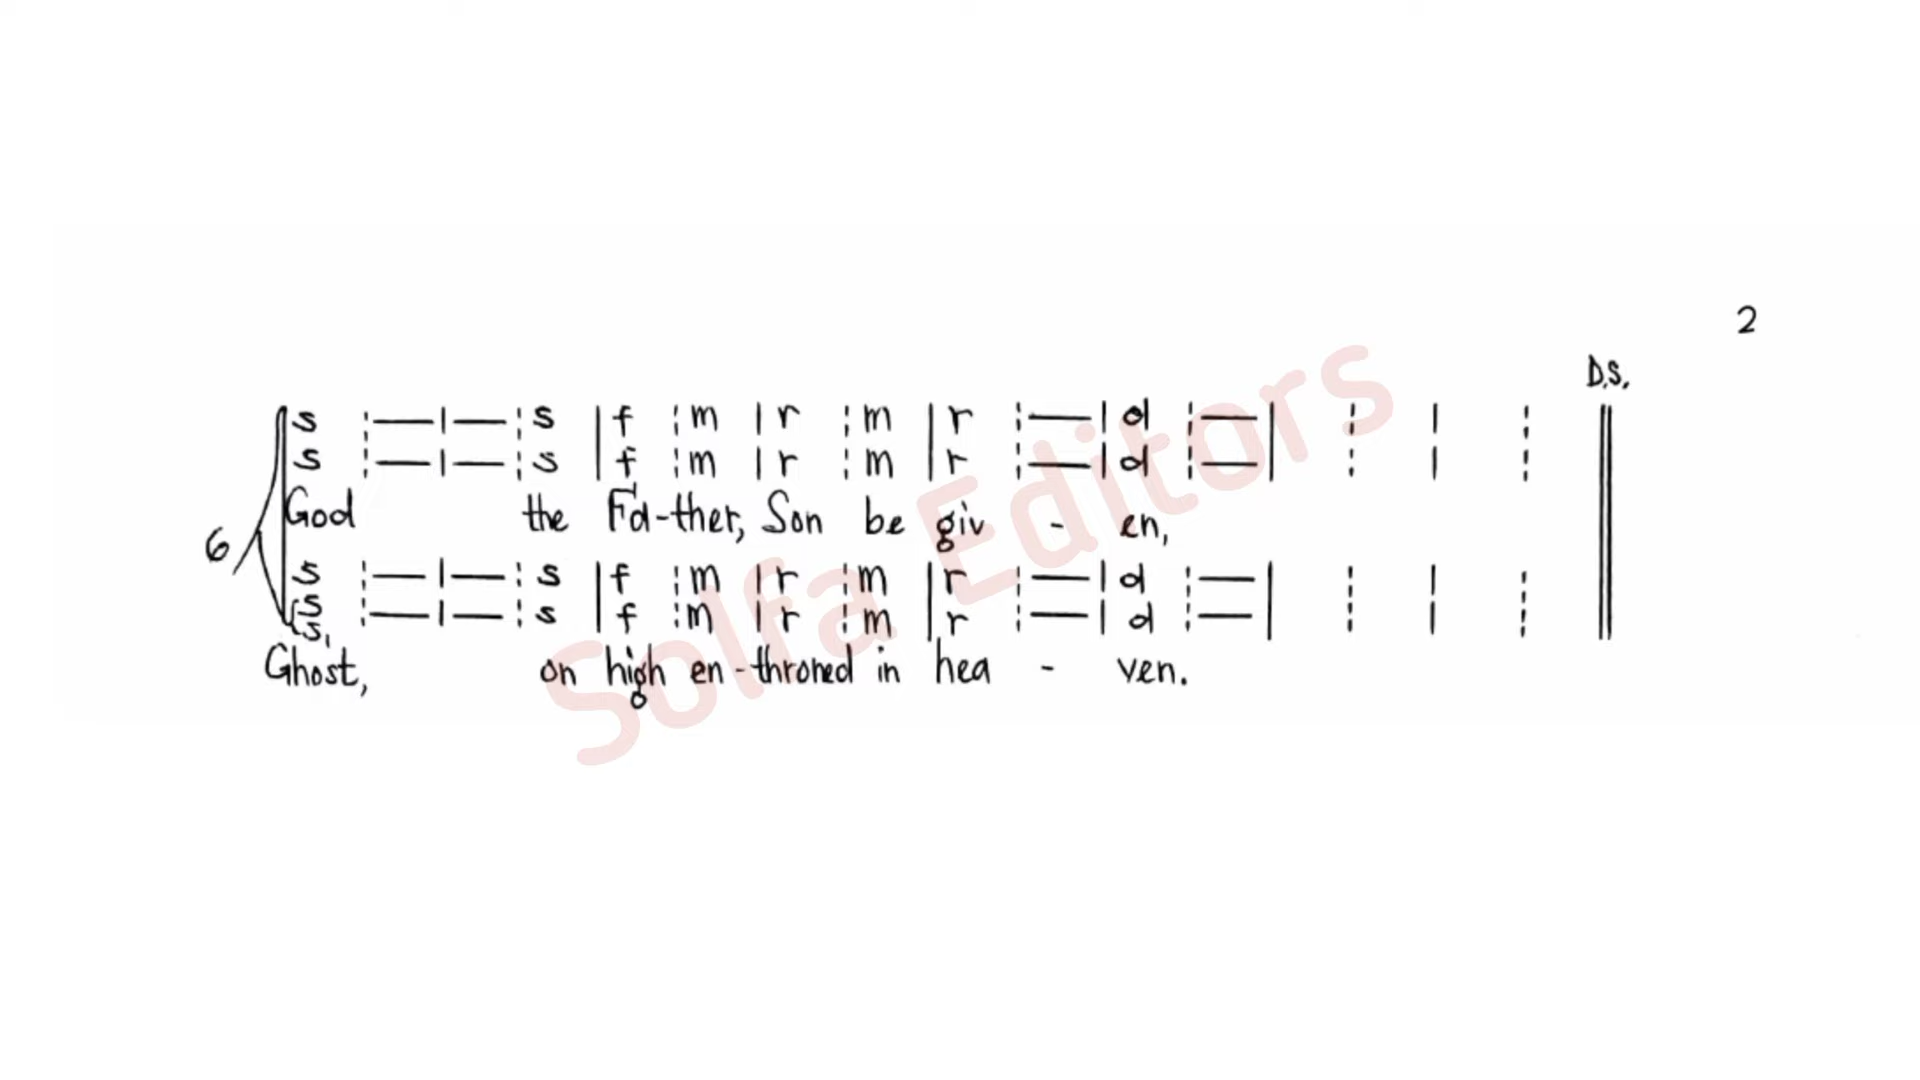 2
D.S.
s :—|—:s |f :m |r :m |r :—|d :—| : | :
s :—|—:s |f :m |r :m |r :—|d :—| : | :
God the Fa-ther, Son be giv - en,
6
s :—|—:s |f :m |r :m |r :—|d :—| : | :
s :—|—:s |f :m |r :m |r :—|d :—| : | :
s,
Ghost, on high en-throned in hea - ven.
Solfa Editors